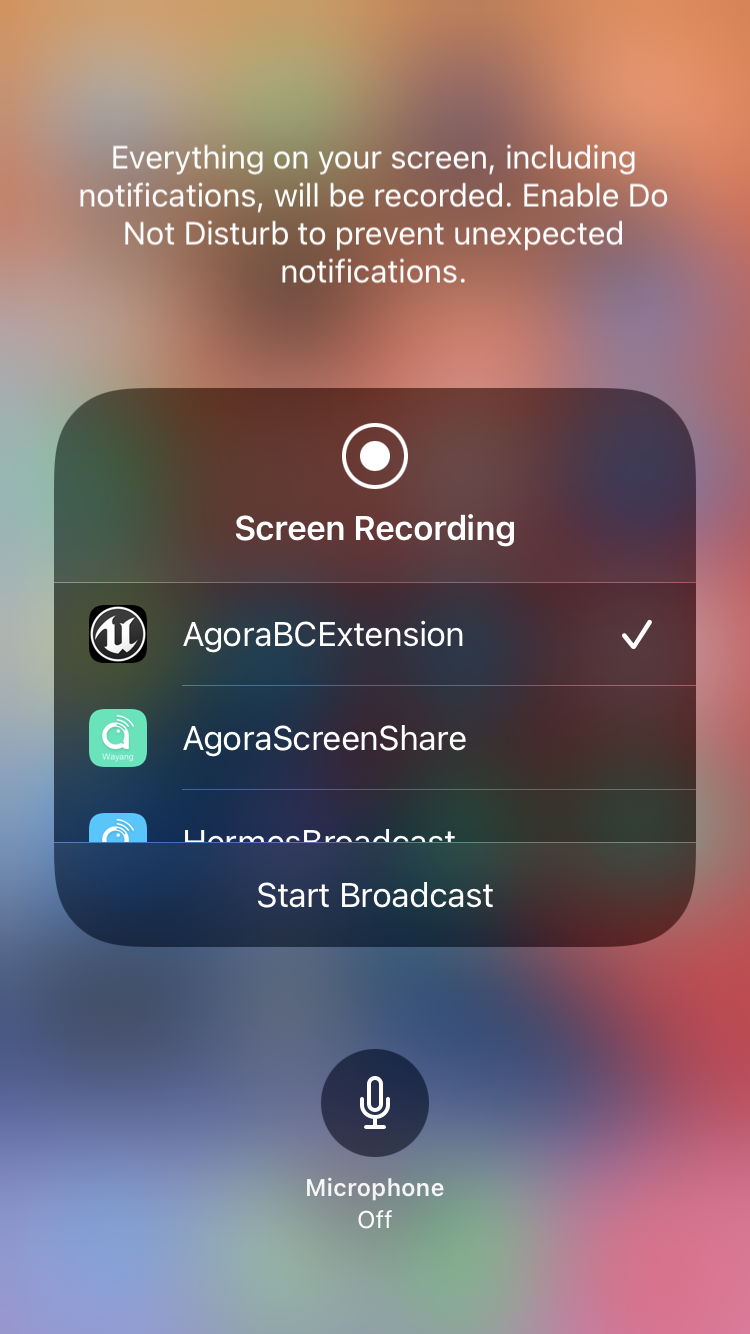 Everything on your screen, including
notifications, will be recorded. Enable Do
Not Disturb to prevent unexpected
notifications.
Screen Recording
AgoraBCExtension
AgoraScreenShare
Wayang
HermesBroadcast
Start Broadcast
Microphone
Off